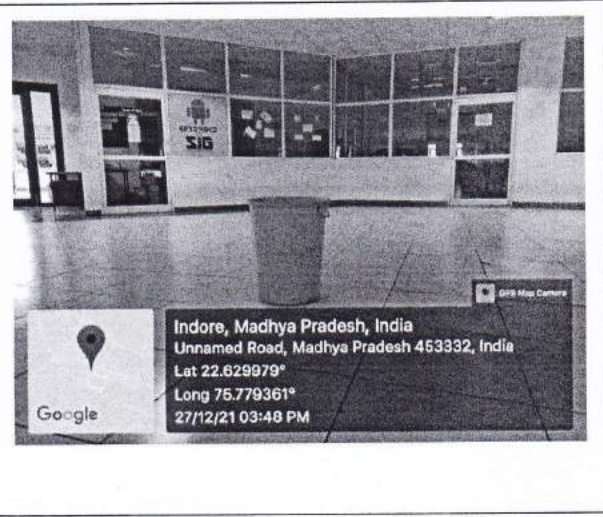 ANDROID
SIG
GPS Map Camera
Google
Indore, Madhya Pradesh, India
Unnamed Road, Madhya Pradesh 453332, India
Lat 22.629979°
Long 75.779361°
27/12/21 03:48 PM